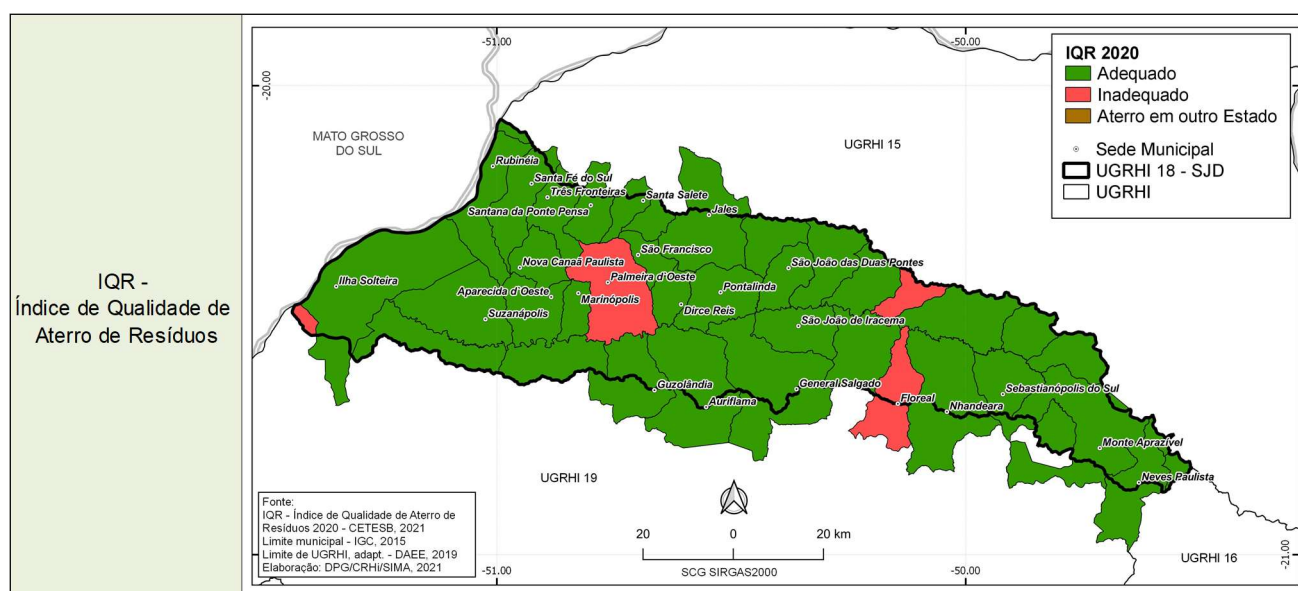 IQR -
Índice de Qualidade de
Aterro de Resíduos
-51.00
-50.00
-20.00
IQR 2020
Adequado
Inadequado
Aterro em outro Estado
Sede Municipal
UGRHI 18 - SJD
UGRHI
MATO GROSSO
DO SUL
UGRHI 15
Rubinéia
Santa Fé do Sul
Três Fronteiras
Santa Salete
Santana da Ponte Pensa
Jales
São Francisco
Nova Canaã Paulista
São João das Duas Pontes
Ilha Solteira
Palmeira d'Oeste
Aparecida d'Oeste
Pontalinda
Marinópolis
Dirce Reis
Suzanápolis
São João de Iracema
Guzolândia
General Salgado
Sebastianópolis do Sul
Auriflama
Floreal
Nhandeara
Monte Aprazível
Neves Paulista
UGRHI 19
Fonte:
IQR - Índice de Qualidade de Aterro de
Resíduos 2020 - CETESB, 2021
Limite municipal - IGC, 2015
Limite de UGRHI, adapt. - DAEE, 2019
Elaboração: DPG/CRHi/SIMA, 2021
20 0 20 km
SCG SIRGAS2000
UGRHI 16
-51.00
-50.00
-21.00